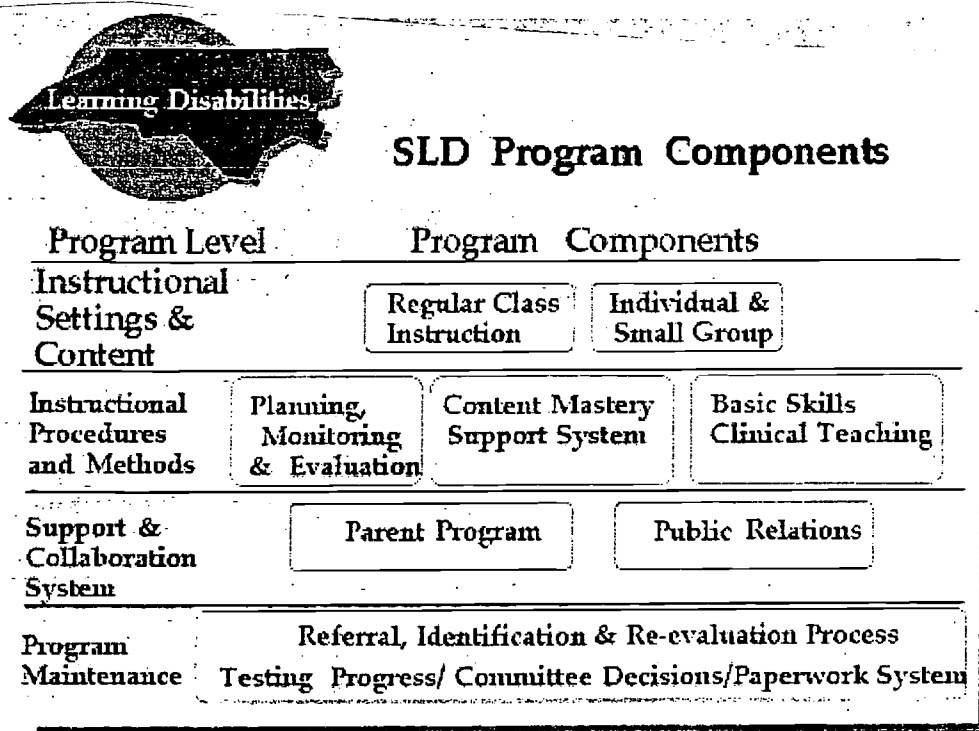 Learning Disabilities
SLD Program Components
Program Level Program Components
Instructional
Settings &
Content
Regular Class
Instruction
Individual &
Small Group
Instructional
Procedures
and Methods
Planning,
Monitoring
& Evaluation
Content Mastery
Support System
Basic Skills
Clinical Teaching
Support &
Collaboration
System
Parent Program
Public Relations
Program
Maintenance
Referral, Identification & Re-evaluation Process
Testing Progress/ Committee Decisions/Paperwork System